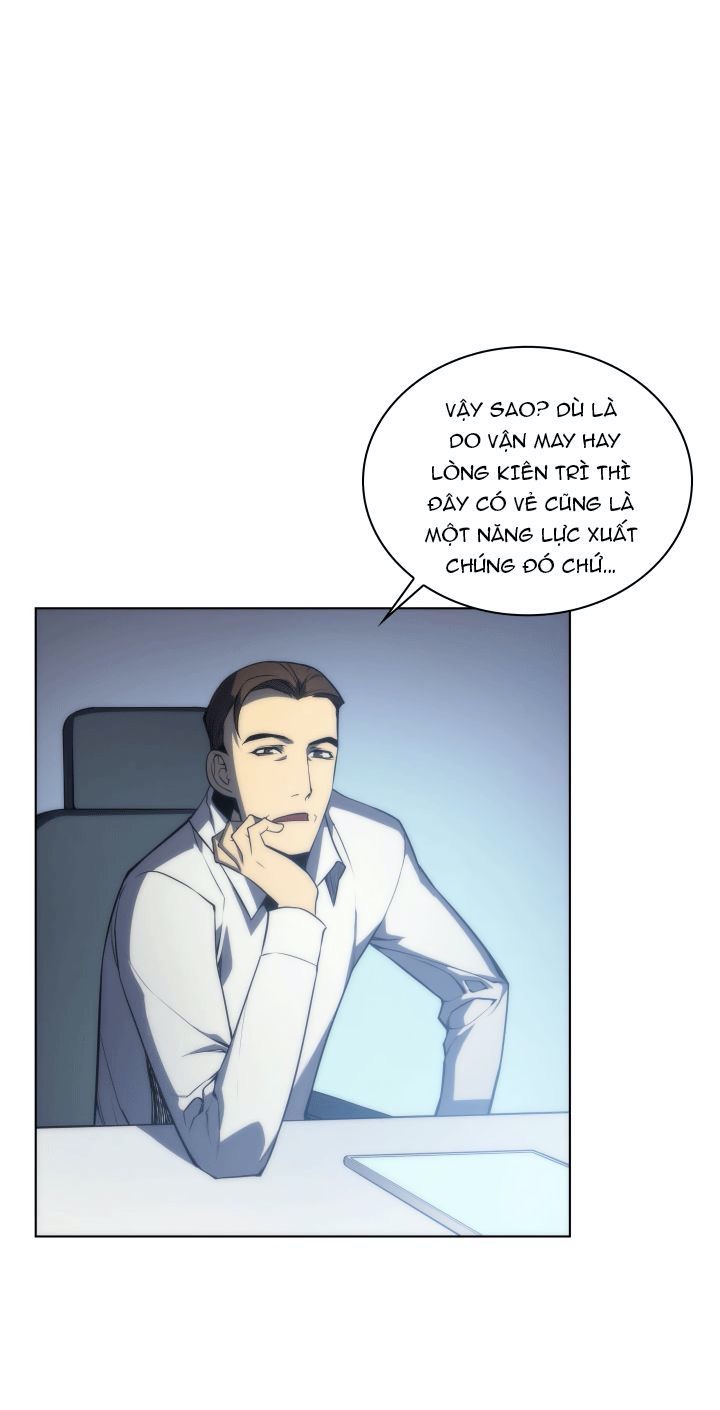 VẬY SAO? DÙ LÀ
DO VẬN MAY HAY
LÒNG KIÊN TRÌ THÌ
ĐÂY CÓ VẺ CŨNG LÀ
MỘT NĂNG LỰC XUẤT
CHÚNG ĐÓ CHỨ...